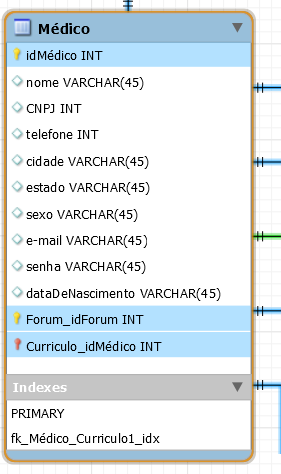 Médico
idMédico INT
nome VARCHAR(45)
CNPJ INT
telefone INT
cidade VARCHAR(45)
estado VARCHAR(45)
sexo VARCHAR(45)
e-mail VARCHAR(45)
senha VARCHAR(45)
dataDeNascimento VARCHAR(45)
Forum_idForum INT
Curriculo_idMédico INT
Indexes
PRIMARY
fk_Médico_Curriculo1_idx